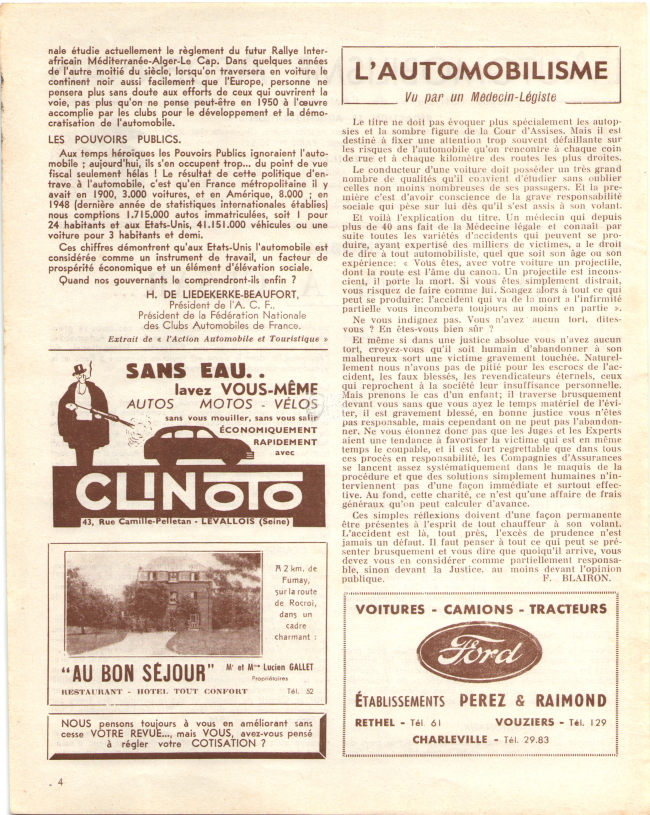 nale étudie actuellement le règlement du futur Rallye Inter-
africain Méditerranée-Alger-Le Cap. Dans quelques années
de l'autre moitié du siècle, lorsqu'on traversera en voiture le
continent noir aussi facilement que l'Europe, personne ne
pensera plus sans doute aux efforts de ceux qui ouvrirent la
voie, pas plus qu'on ne pense peut-être en 1950 à l'œuvre
accomplie par les clubs pour le développement et la démo-
cratisation de l'automobile.
LES POUVOIRS PUBLICS.
Aux temps héroïques les Pouvoirs Publics ignoraient l'auto-
mobile ; aujourd'hui, ils s'en occupent trop... du point de vue
fiscal seulement hélas ! Le résultat de cette politique d'en-
trave à l'automobile, c'est qu'en France métropolitaine il y
avait en 1900, 3.000 voitures, et en Amérique, 8.000 ; en
1948 (dernière année de statistiques internationales établies)
nous comptions 1.715.000 autos immatriculées, soit 1 pour
24 habitants et aux Etats-Unis, 41.151.000 véhicules ou une
voiture pour 3 habitants et demi.
Ces chiffres démontrent qu'aux Etats-Unis l'automobile est
considérée comme un instrument de travail, un facteur de
prospérité économique et un élément d'élévation sociale.
Quand nos gouvernants le comprendront-ils enfin ?
H. DE LIEDEKERKE-BEAUFORT,
Président de l'A. C. F.,
Président de la Fédération Nationale
des Clubs Automobiles de France.
Extrait de « l'Action Automobile et Touristique »
SANS EAU..
lavez VOUS-MÊME
AUTOS MOTOS - VÉLOS
sans vous mouiller, sans vous salir
ÉCONOMIQUEMENT
RAPIDEMENT
avec
CLINOTO
43, Rue Camille-Pelletan - LEVALLOIS (Seine)
A 2 km. de
Fumay,
sur la route
de Rocroi,
dans un
cadre
charmant :
"AU BON SÉJOUR" Mr et Mme Lucien GALLET
Propriétaires
RESTAURANT - HOTEL TOUT CONFORT Tél. 52
NOUS pensons toujours à vous en améliorant sans
cesse VOTRE REVUE..., mais VOUS, avez-vous pensé
à régler votre COTISATION ?
4
L'AUTOMOBILISME
Vu par un Médecin-Légiste
Le titre ne doit pas évoquer plus spécialement les autop-
sies et la sombre figure de la Cour d'Assises. Mais il est
destiné à fixer une attention trop souvent défaillante sur
les risques de l'automobile qu'on rencontre à chaque coin
de rue et à chaque kilomètre des routes les plus droites.
Le conducteur d'une voiture doit posséder un très grand
nombre de qualités qu'il convient d'étudier sans oublier
celles non moins nombreuses de ses passagers. Et la pre-
mière c'est d'avoir conscience de la grave responsabilité
sociale qui pèse sur lui dès qu'il s'est assis à son volant.
Et voilà l'explication du titre. Un médecin qui depuis
plus de 40 ans fait de la Médecine légale et connaît par
suite toutes les variétés d'accidents qui peuvent se pro-
duire, ayant expertisé des milliers de victimes, a le droit
de dire à tout automobiliste, quel que soit son âge ou son
expérience: « Vous êtes, avec votre voiture un projectile,
dont la route est l'âme du canon. Un projectile est incons-
cient, il porte la mort. Si vous êtes simplement distrait,
vous risquez de faire comme lui. Songez alors à tout ce qui
peut se produire: l'accident qui va de la mort a l'infirmité
partielle vous incombera toujours au moins en partie ».
Ne vous indignez pas. Vous n'avez aucun tort, dites-
vous ? En êtes-vous bien sûr ?
Et même si dans une justice absolue vous n'avez aucun
tort, croyez-vous qu'il soit humain d'abandonner à son
malheureux sort une victime gravement touchée. Naturel-
lement nous n'avons pas de pitié pour les escrocs de l'ac-
cident, les faux blessés, les revendicateurs éternels, ceux
qui reprochent à la société leur insuffisance personnelle.
Mais prenons le cas d'un enfant; il traverse brusquement
devant vous sans que vous ayez le temps matériel de l'évi-
ter, il est gravement blessé, en bonne justice vous n'êtes
pas responsable, mais cependant on ne peut pas l'abandon-
ner. Ne vous étonnez donc pas que les Juges et les Experts
aient une tendance à favoriser la victime qui est en même
temps le coupable, et il est fort regrettable que dans tous
ces procès en responsabilité, les Compagnies d'Assurances
se lancent assez systématiquement dans le maquis de la
procédure et que des solutions simplement humaines n'in-
terviennent pas d'une façon immédiate et surtout effec-
tive. Au fond, cette charité, ce n'est qu'une affaire de frais
généraux qu'on peut calculer d'avance.
Ces simples réflexions doivent d'une façon permanente
être présentes à l'esprit de tout chauffeur à son volant.
L'accident est là, tout près, l'excès de prudence n'est
jamais un défaut. Il faut penser à tout ce qui peut se pré-
senter brusquement et vous dire que quoiqu'il arrive, vous
devez vous en considérer comme partiellement responsa-
ble, sinon devant la Justice, au moins devant l'opinion
publique. F. BLAIRON.
VOITURES - CAMIONS - TRACTEURS
Ford
ÉTABLISSEMENTS PEREZ & RAIMOND
RETHEL - Tél. 61 VOUZIERS - Tél. 129
CHARLEVILLE - Tél. 29.83